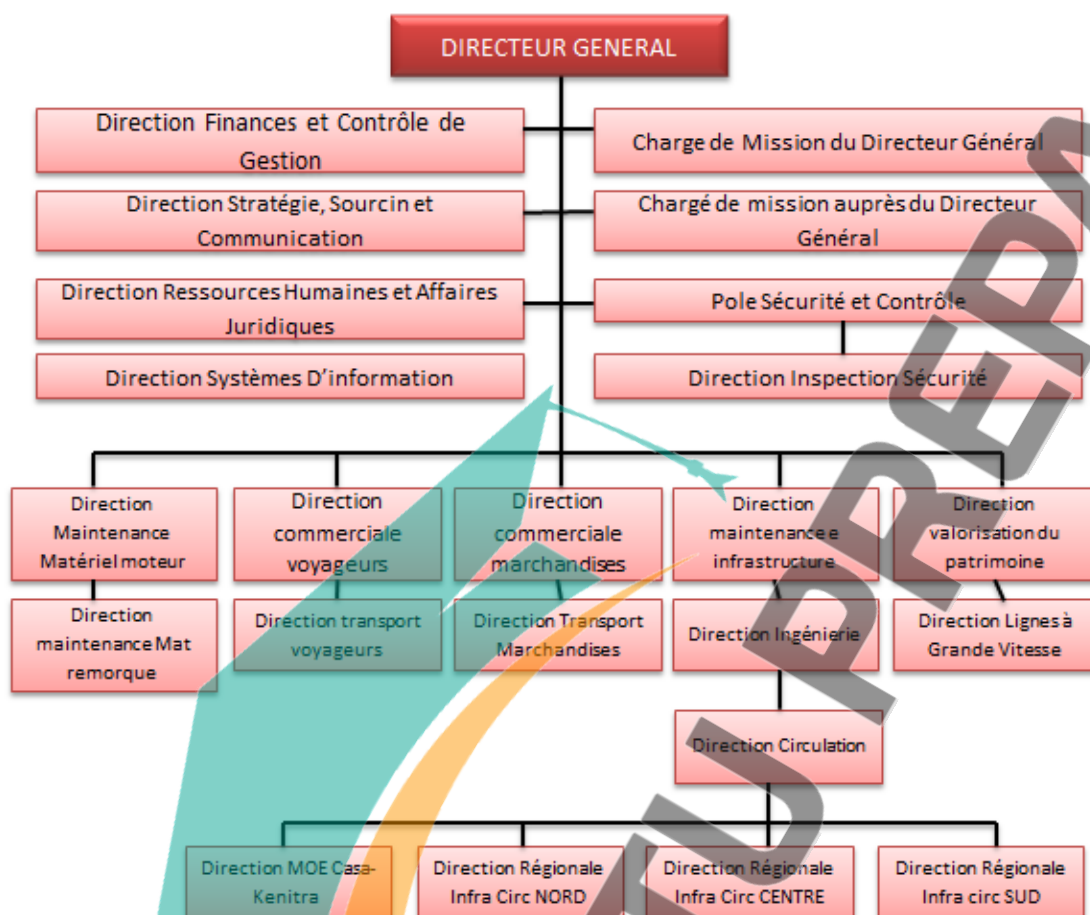 DIRECTEUR GENERAL
Direction Finances et Contrôle de
Gestion
Charge de Mission du Directeur Général
Direction Stratégie, Sourcin et
Communication
Chargé de mission auprès du Directeur
Général
Direction Ressources Humaines et Affaires
Juridiques
Pole Sécurité et Contrôle
Direction Systèmes D'information
Direction Inspection Sécurité
Direction
Maintenance
Matériel moteur
Direction
commerciale
voyageurs
Direction
commerciale
marchandises
Direction
maintenance e
infrastructure
Direction
valorisation du
patrimoine
Direction
maintenance Mat
remorque
Direction transport
voyageurs
Direction Transport
Marchandises
Direction Ingénierie
Direction Lignes à
Grande Vitesse
Direction Circulation
Direction MOE Casa-
Kenitra
Direction Régionale
Infra Circ NORD
Direction Régionale
Infra Circ CENTRE
Direction Régionale
Infra circ SUD
TU PREPA